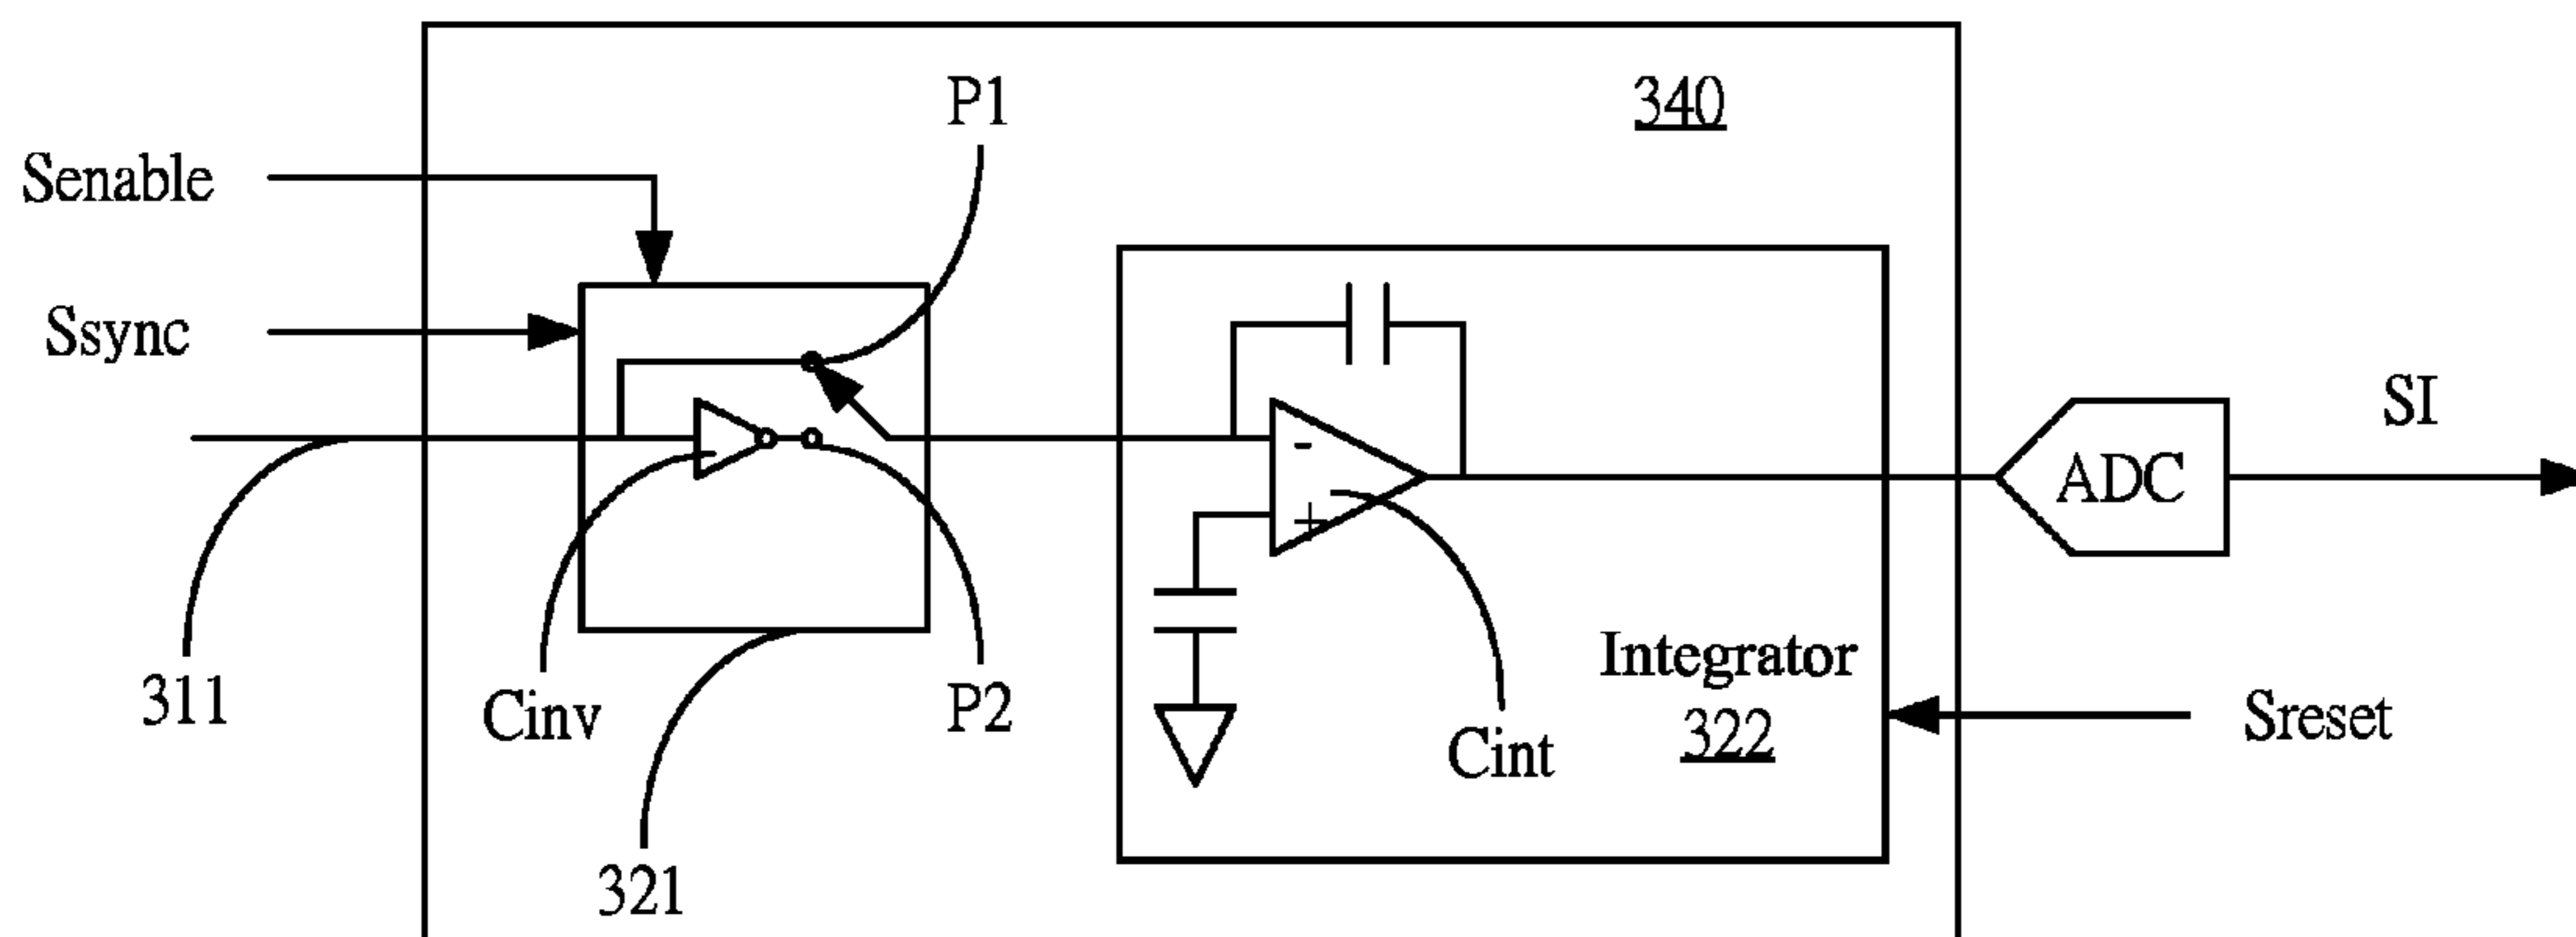 P1
340
Senable
Ssync
SI
-
ADC
+
Integrator
311
Cinv
P2
322
Sreset
Cint
321